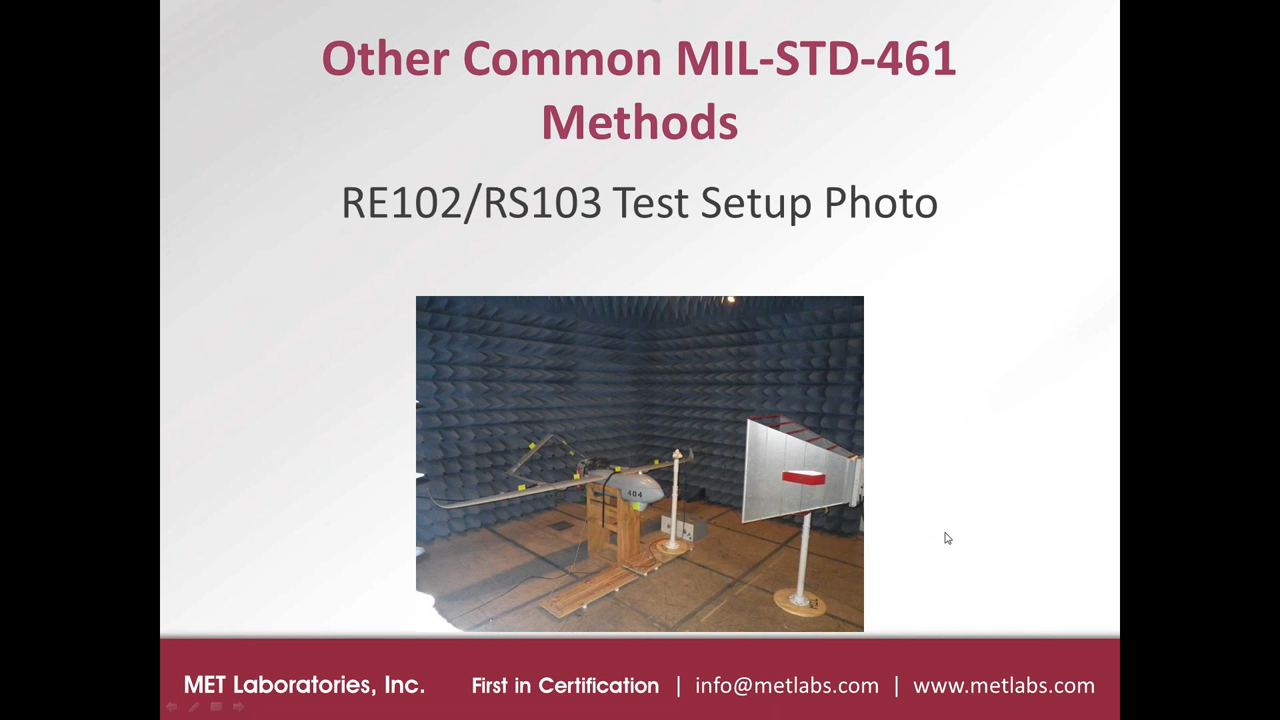 Other Common MIL-STD-461
Methods
RE102/RS103 Test Setup Photo
404
MET Laboratories, Inc. First in Certification | info@metlabs.com | www.metlabs.com